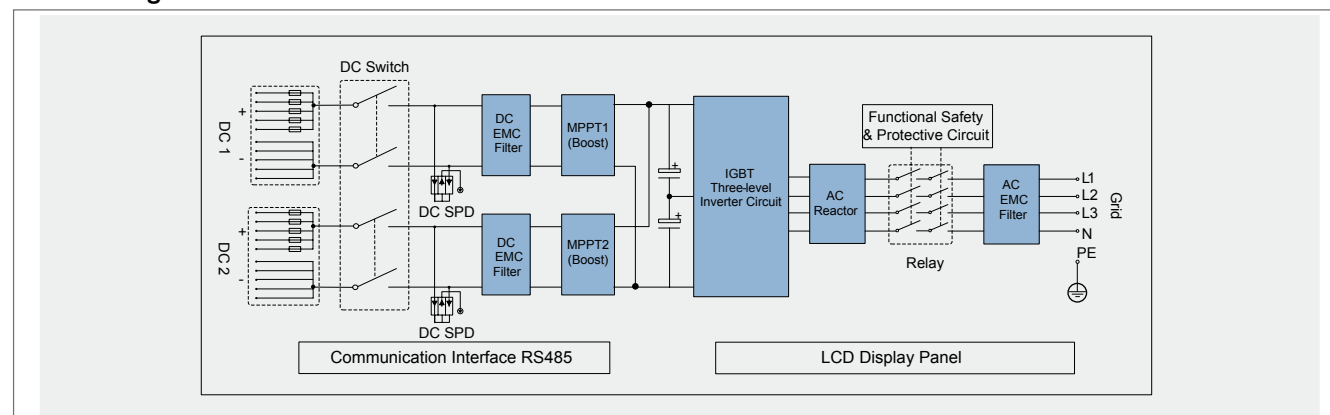 DC Switch
+
DC 1
-
DC
EMC
Filter
MPPT1
(Boost)
DC SPD
+
DC 2
-
DC
EMC
Filter
MPPT2
(Boost)
DC SPD
+
+
IGBT
Three-level
Inverter Circuit
AC
Reactor
Functional Safety
& Protective Circuit
Relay
AC
EMC
Filter
L1
L2
L3
N
PE
Grid
Communication Interface RS485
LCD Display Panel